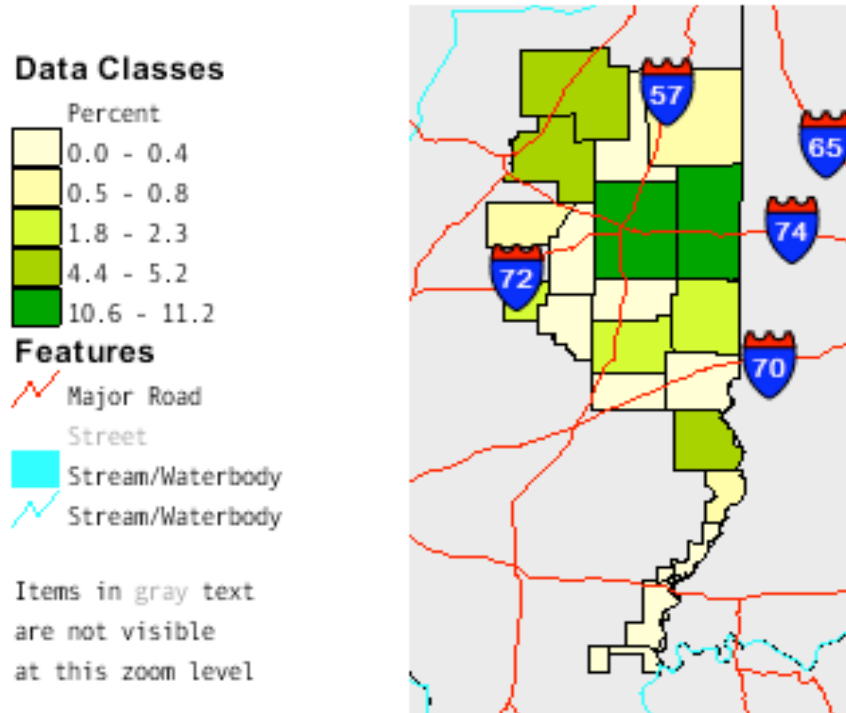 Data Classes
Percent
0.0 - 0.4
0.5 - 0.8
1.8 - 2.3
4.4 - 5.2
10.6 - 11.2
Features
Major Road
Street
Stream/Waterbody
Stream/Waterbody
Items in gray text
are not visible
at this zoom level
57
65
74
72
70